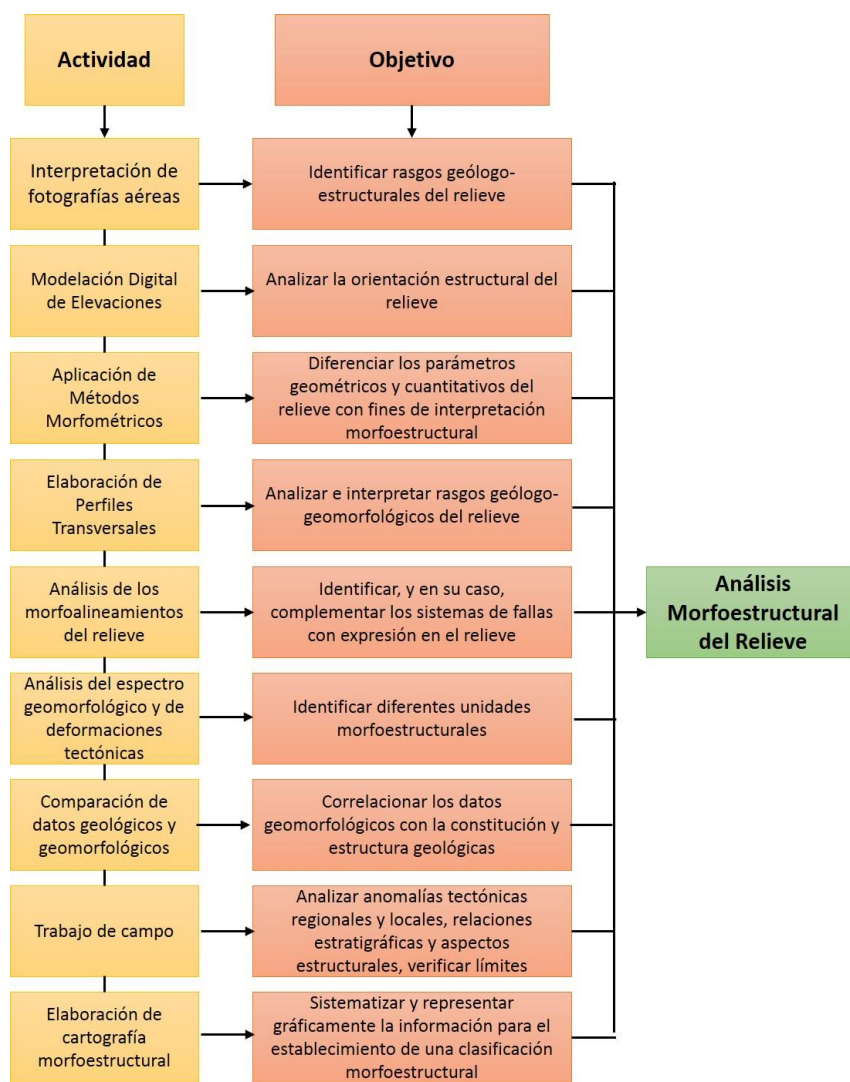 Actividad
Objetivo
Interpretación de
fotografías aéreas
Identificar rasgos geólogo-
estructurales del relieve
Modelación Digital
de Elevaciones
Analizar la orientación estructural del
relieve
Aplicación de
Métodos
Morfométricos
Diferenciar los parámetros
geométricos y cuantitativos del
relieve con fines de interpretación
morfoestructural
Elaboración de
Perfiles
Transversales
Analizar e interpretar rasgos geólogo-
geomorfológicos del relieve
Análisis de los
morfoalineamientos
del relieve
Identificar, y en su caso,
complementar los sistemas de fallas
con expresión en el relieve
Análisis
Morfoestructural
del Relieve
Análisis del espectro
geomorfológico y de
deformaciones
tectónicas
Identificar diferentes unidades
morfoestructurales
Comparación de
datos geológicos y
geomorfológicos
Correlacionar los datos
geomorfológicos con la constitución y
estructura geológicas
Trabajo de campo
Analizar anomalías tectónicas
regionales y locales, relaciones
estratigráficas y aspectos
estructurales, verificar límites
Elaboración de
cartografía
morfoestructural
Sistematizar y representar
gráficamente la información para el
establecimiento de una clasificación
morfoestructural